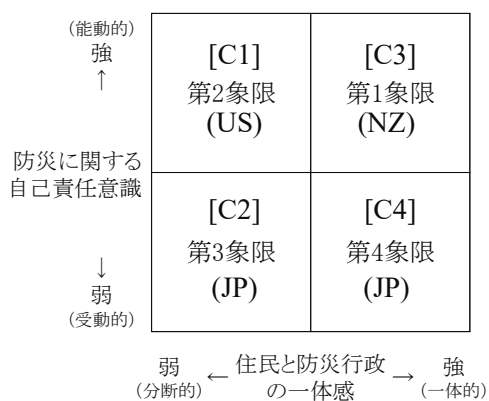 (能動的)
強
↑
防災に関する
自己責任意識
↓
弱
(受動的)
[C1]
第2象限
(US)
[C3]
第1象限
(NZ)
[C2]
第3象限
(JP)
[C4]
第4象限
(JP)
弱
(分断的)
←
住民と防災行政
の一体感
→
強
(一体的)